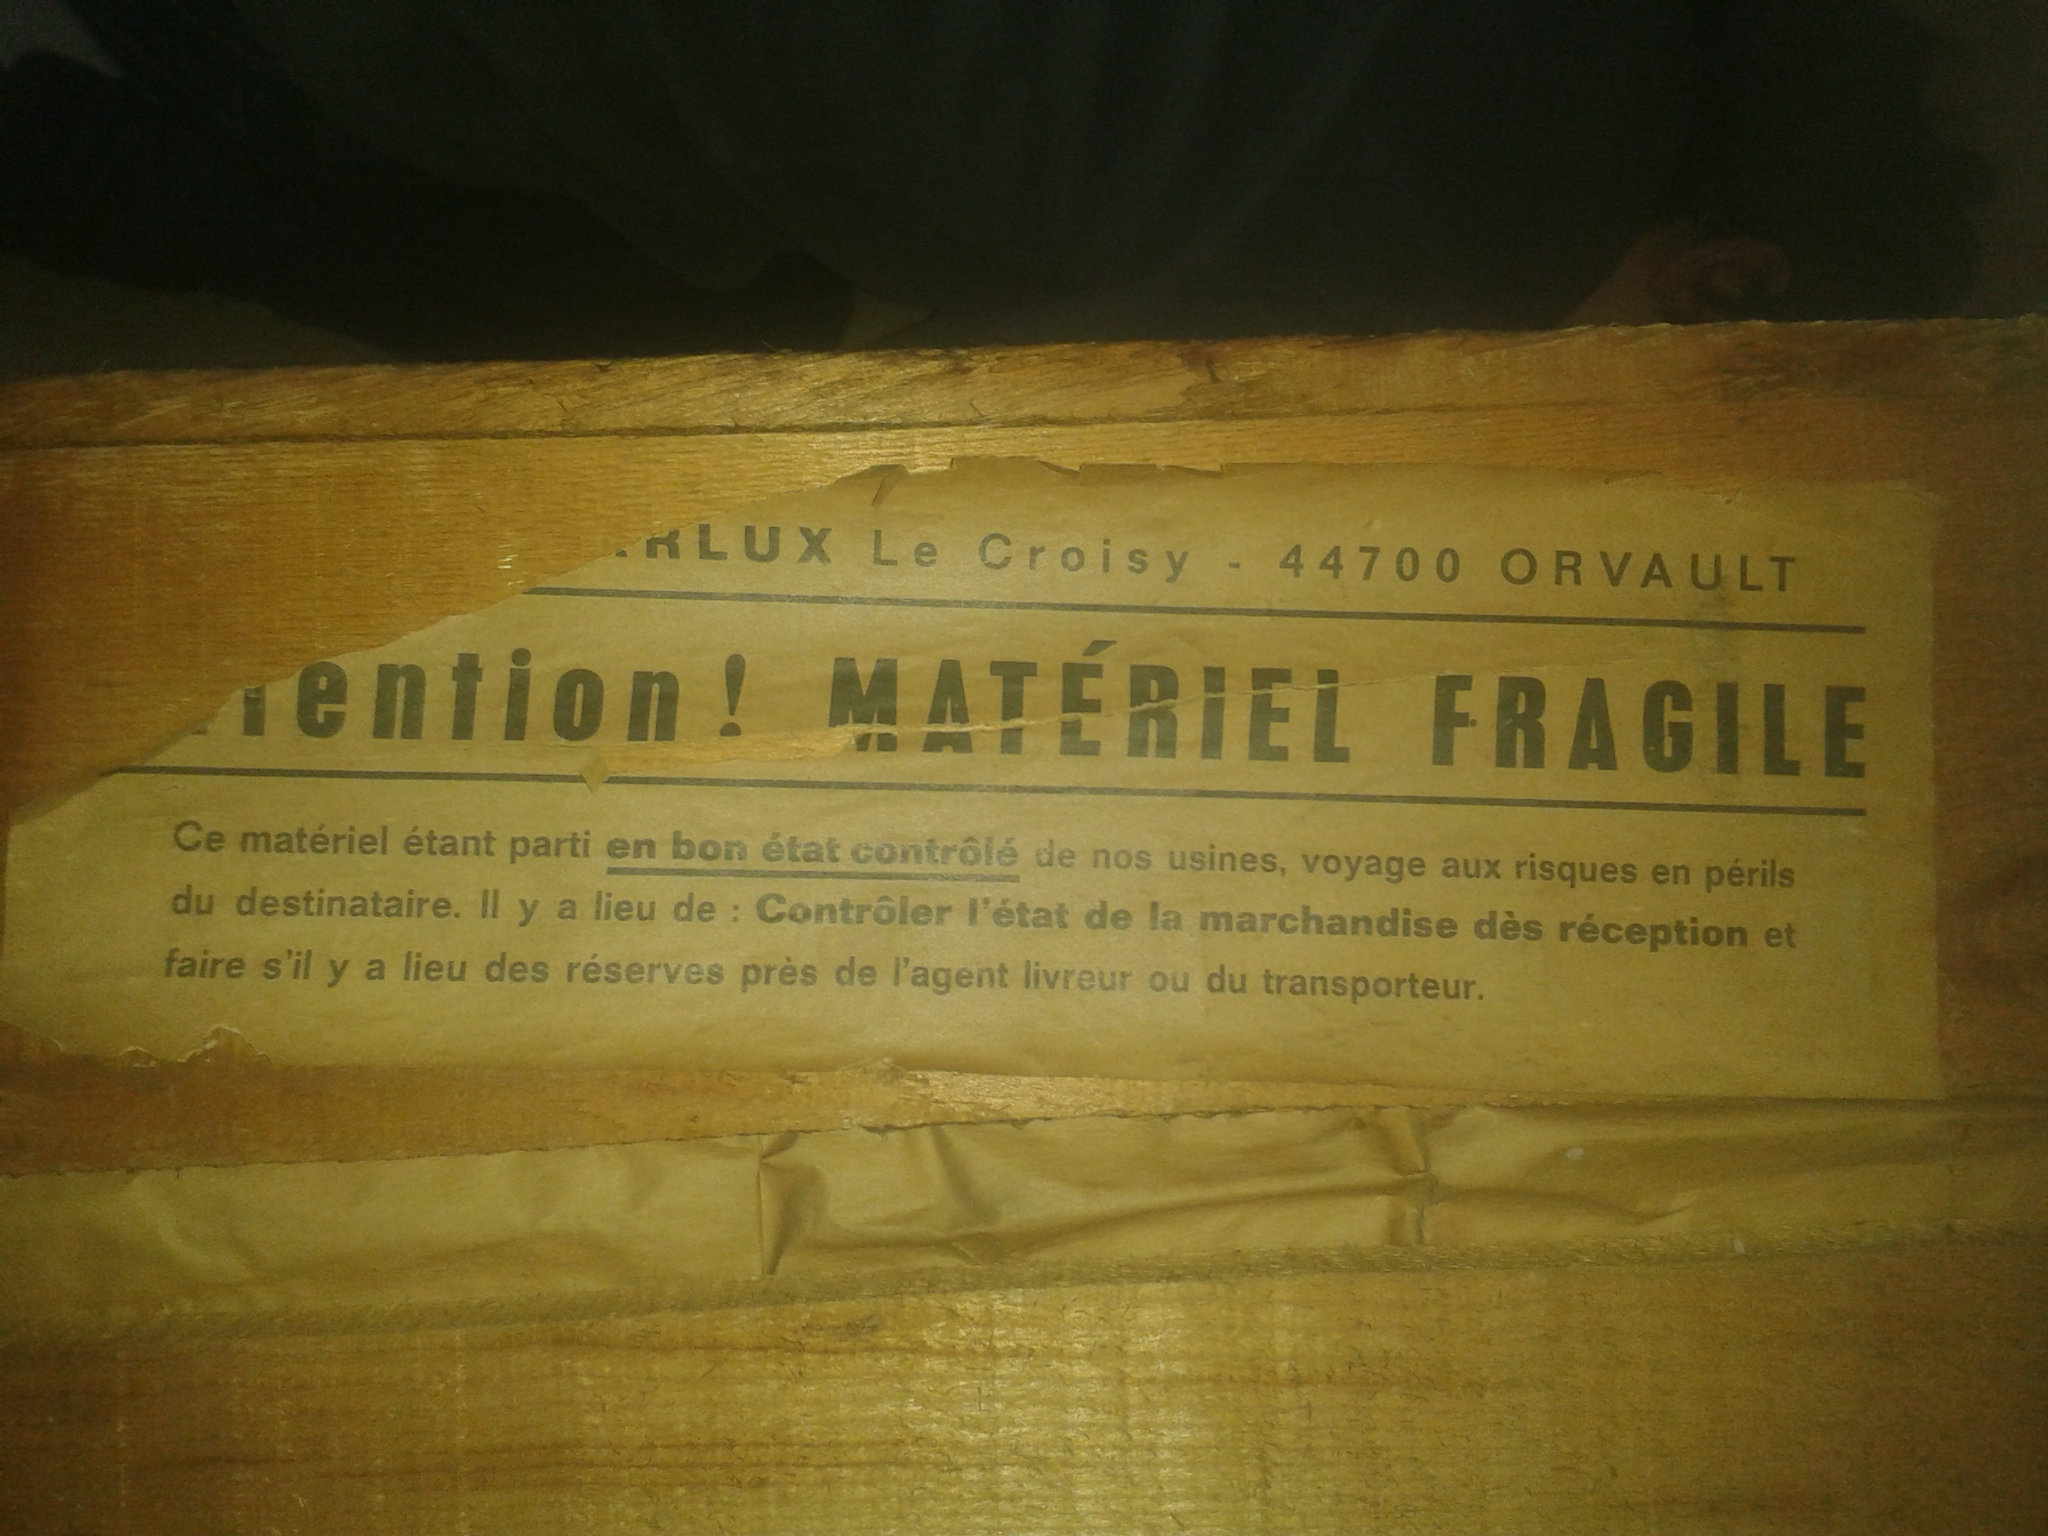 RLUX Le Croisy - 44700 ORVAULT
tention! MATÉRIEL FRAGILE
Ce matériel étant parti en bon état contrôlé de nos usines, voyage aux risques en périls
du destinataire. Il y a lieu de : Contrôler l'état de la marchandise dès réception et
faire s'il y a lieu des réserves près de l'agent livreur ou du transporteur.